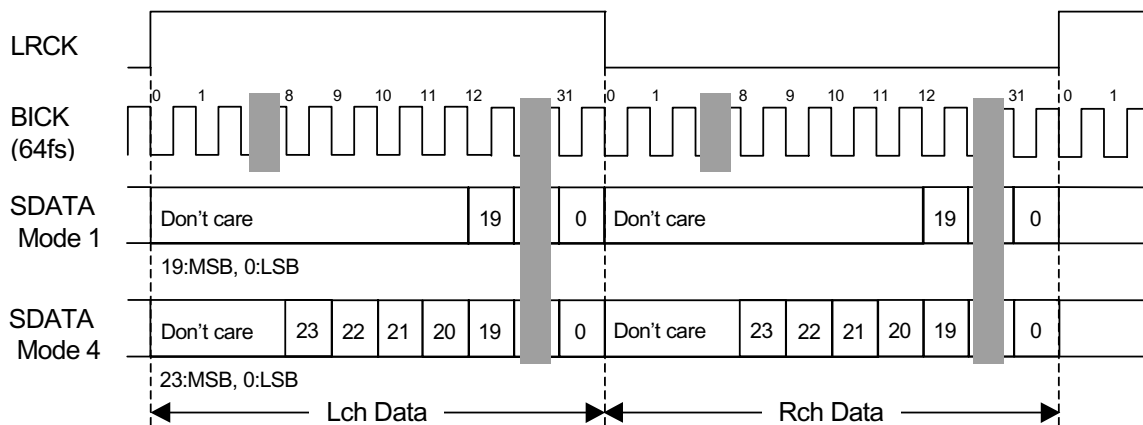 LRCK
0 1 8 9 10 11 12 31 0 1 8 9 10 11 12 31 0 1
BICK
(64fs)
SDATA
Mode 1
Don't care 19 0 Don't care 19 0
19:MSB, 0:LSB
SDATA
Mode 4
Don't care 23 22 21 20 19 0 Don't care 23 22 21 20 19 0
23:MSB, 0:LSB
Lch Data Rch Data